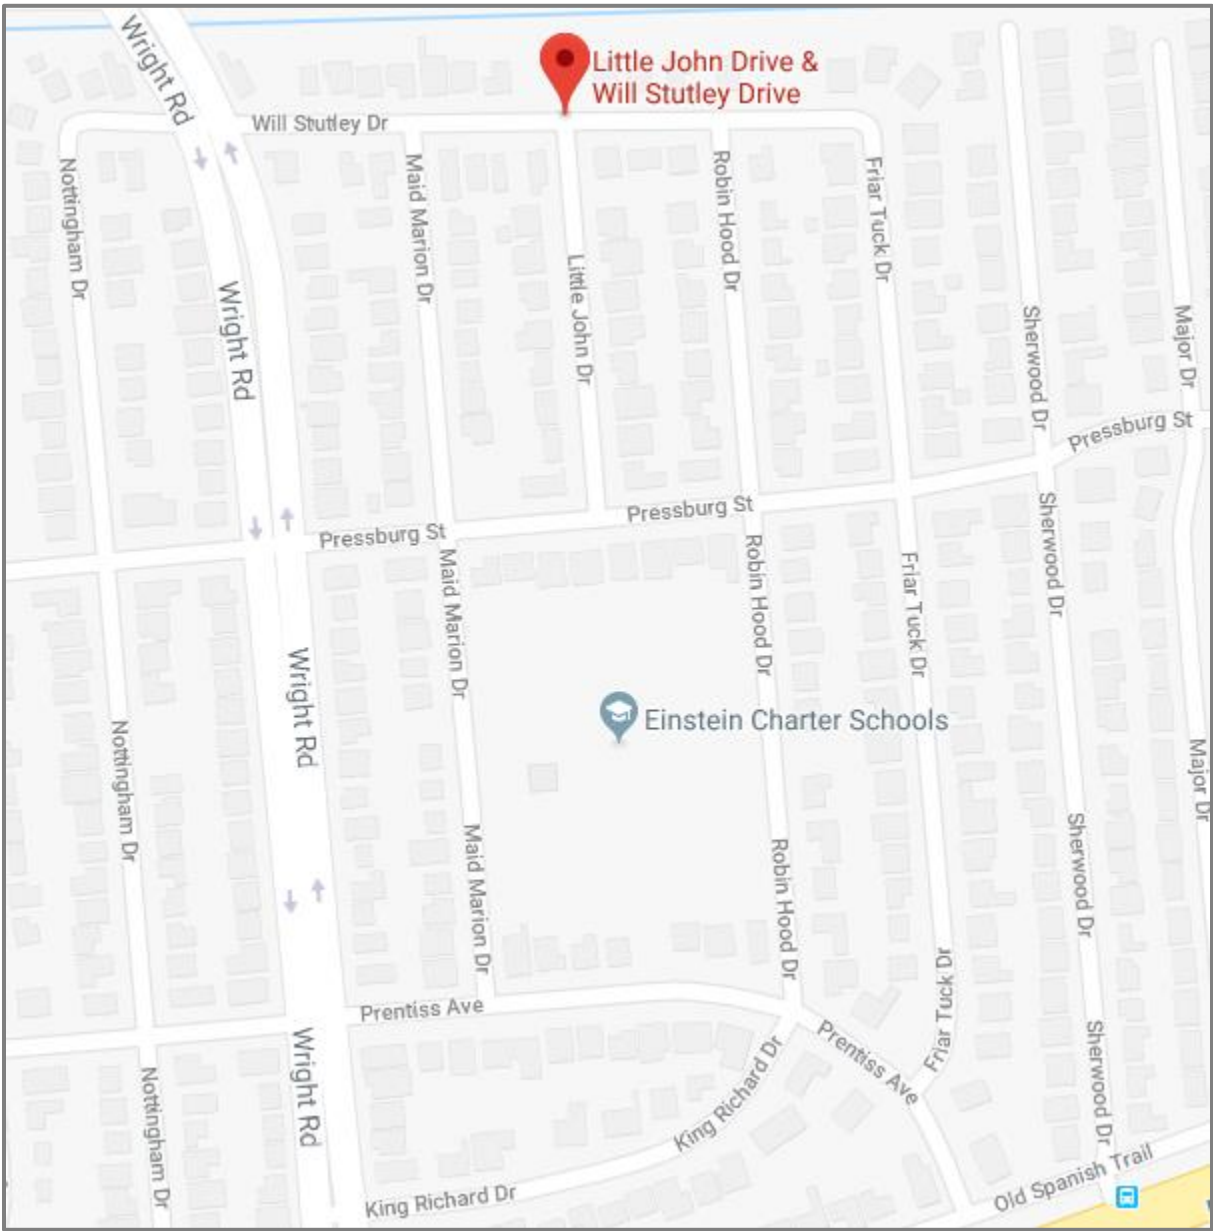 Wright Rd
Little John Drive &
Will Stutley Drive
Will Stutley Dr
Nottingham Dr
Maid Marion Dr
Robin Hood Dr
Friar Tuck Dr
Little John Dr
Wright Rd
Sherwood Dr
Major Dr
Pressburg St
Pressburg St
Pressburg St
Sherwood Dr
Maid Marion Dr
Robin Hood Dr
Friar Tuck Dr
Wright Rd
Einstein Charter Schools
Nottingham Dr
Major Dr
Maid Marion Dr
Robin Hood Dr
Sherwood Dr
Friar Tuck Dr
Prentiss Ave
Prentiss Ave
Wright Rd
King Richard Dr
Sherwood Dr
Nottingham Dr
Old Spanish Trail
King Richard Dr